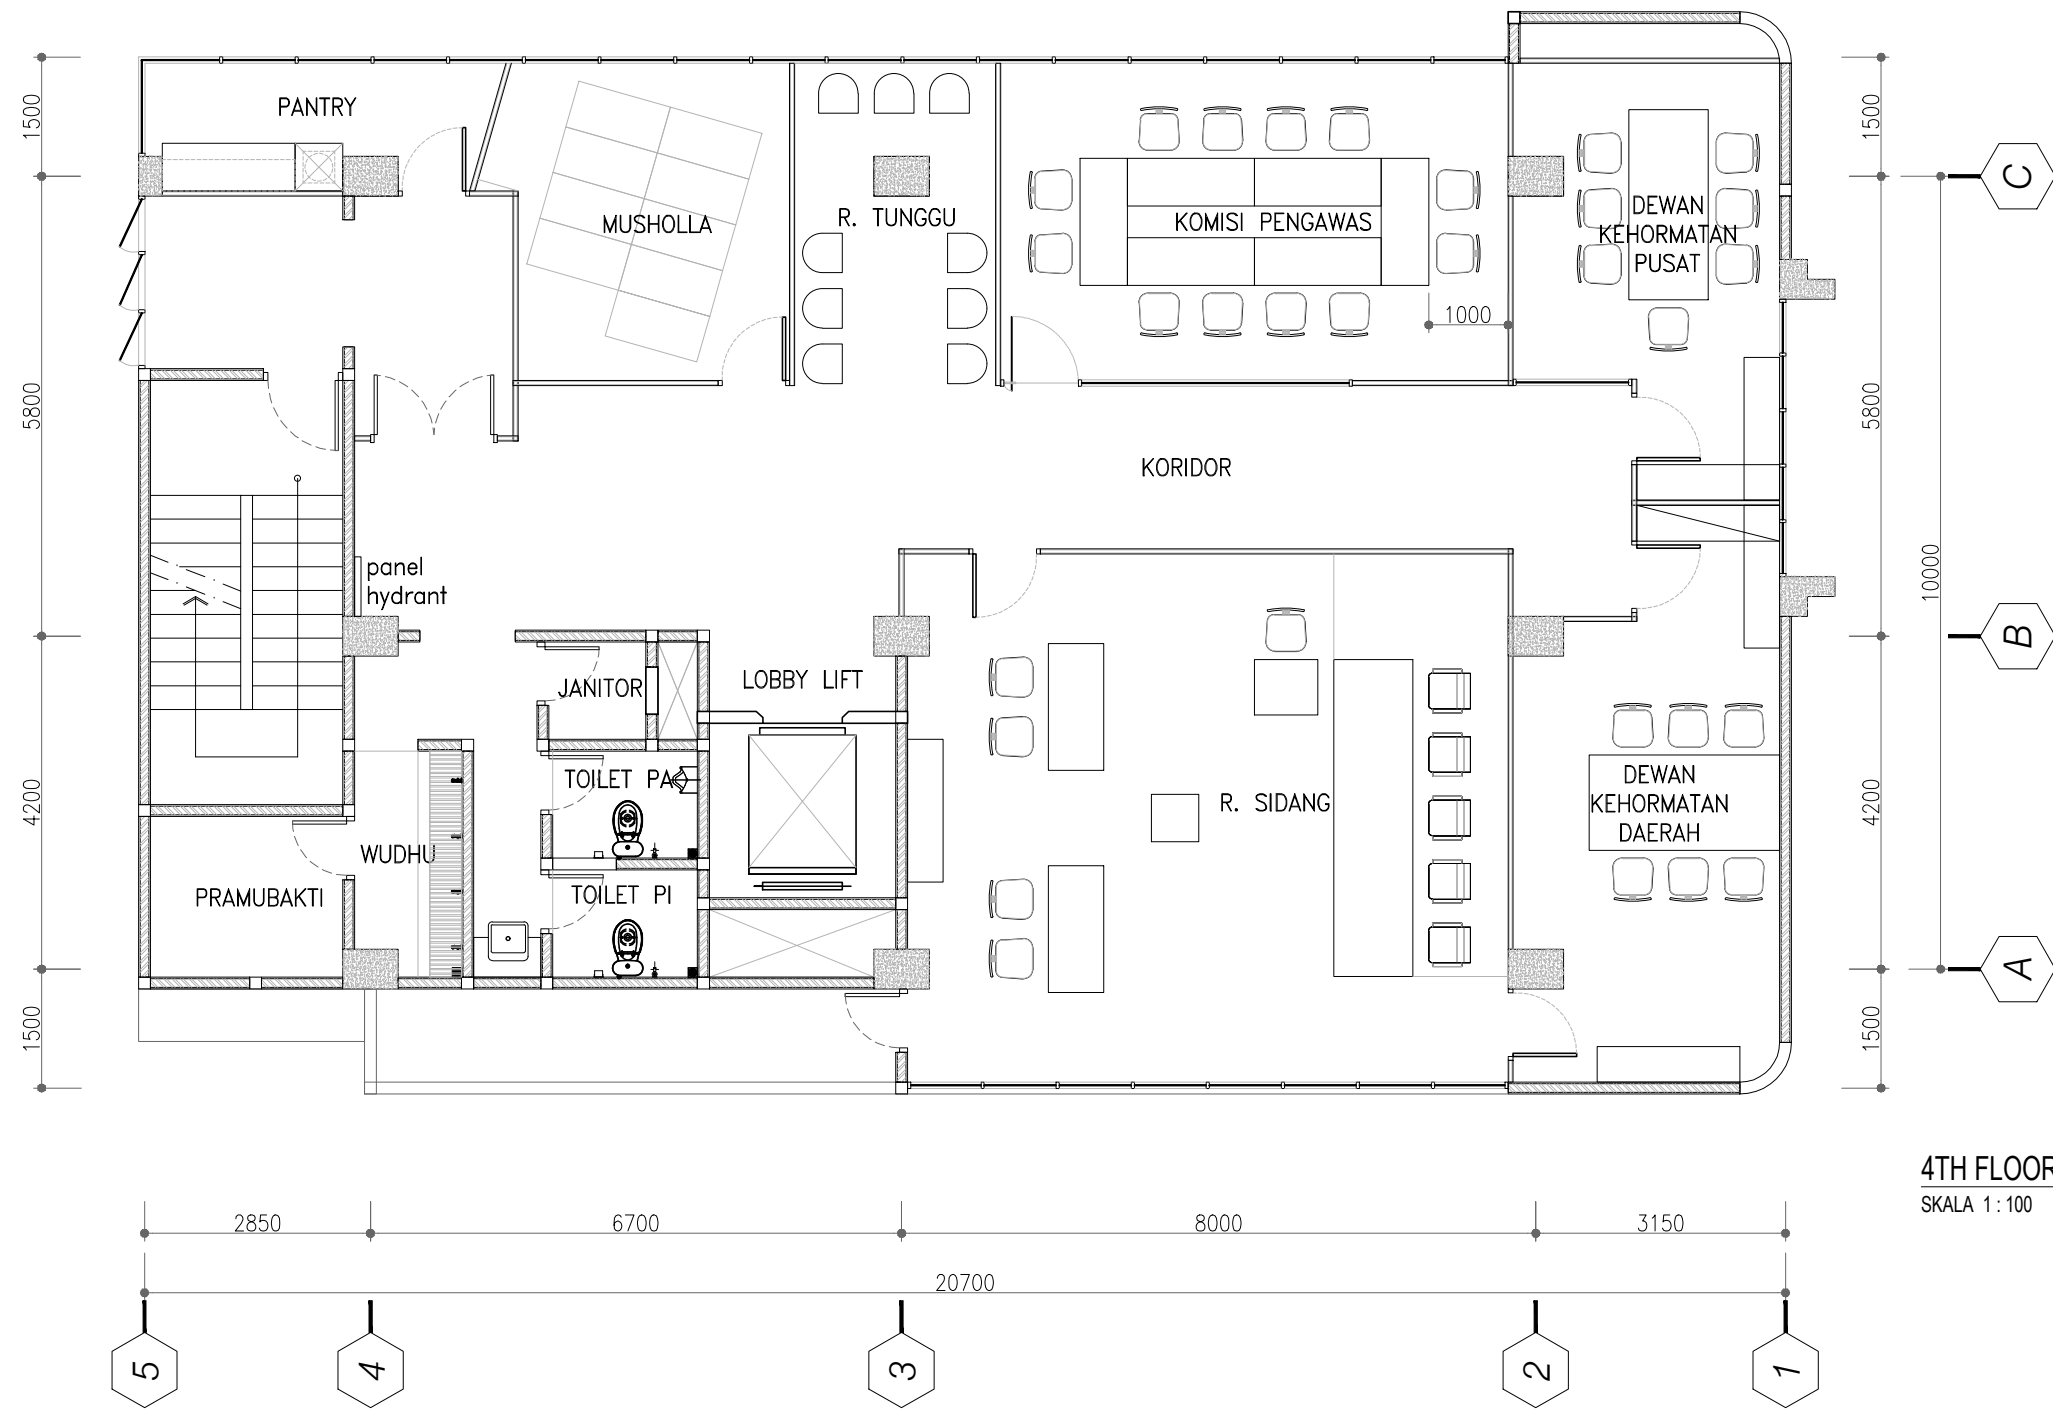 PANTRY
MUSHOLLA
R. TUNGGU
KOMISI PENGAWAS
DEWAN
KEHORMATAN
PUSAT
1000
KORIDOR
panel
hydrant
JANITOR
LOBBY LIFT
TOILET PA
R. SIDANG
DEWAN
KEHORMATAN
DAERAH
WUDHU
PRAMUBAKTI
TOILET PI
1500
5800
4200
1500
1500
5800
4200
1500
10000
C
B
A
4TH FLOOR
SKALA 1 : 100
2850
6700
8000
3150
20700
5
4
3
2
1